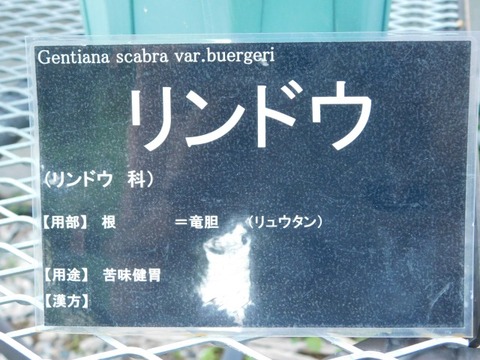 Gentiana scabra var.buergeri
リンドウ
(リンドウ 科)
【用部】 根 =竜胆 (リュウタン)
【用途】 苦味健胃
【漢方】